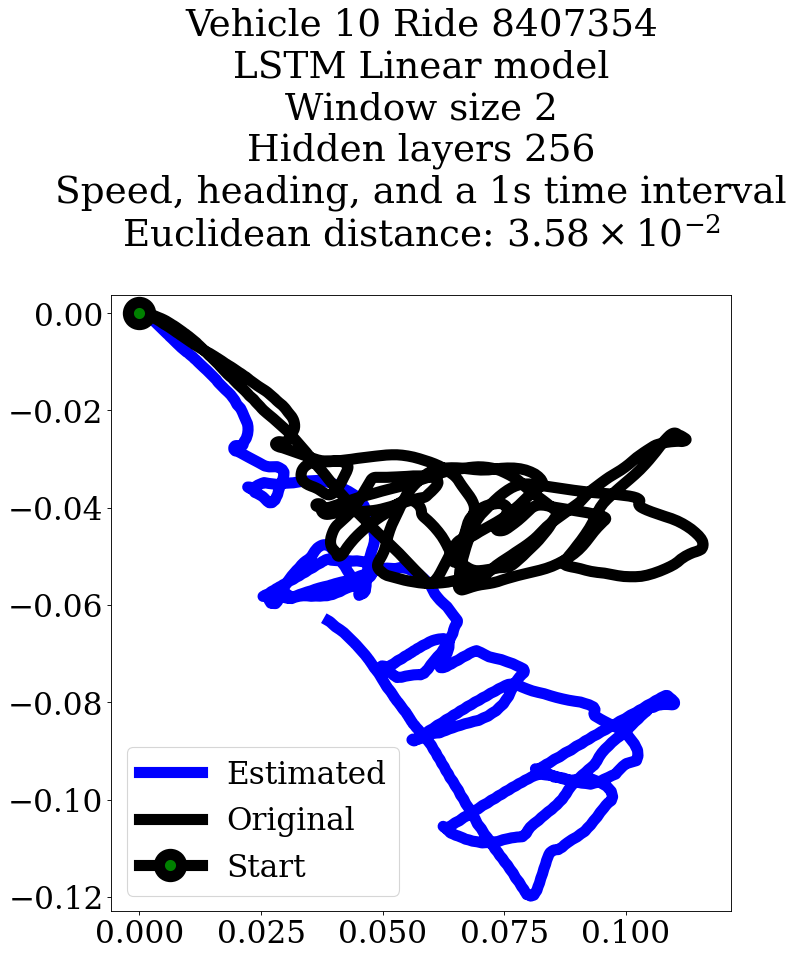 Vehicle 10 Ride 8407354
LSTM Linear model
Window size 2
Hidden layers 256
Speed, heading, and a 1s time interval
Euclidean distance: 3.58 × 10⁻²
0.00
−0.02
−0.04
−0.06
−0.08
−0.10
−0.12
Estimated
Original
Start
0.000 0.025 0.050 0.075 0.100